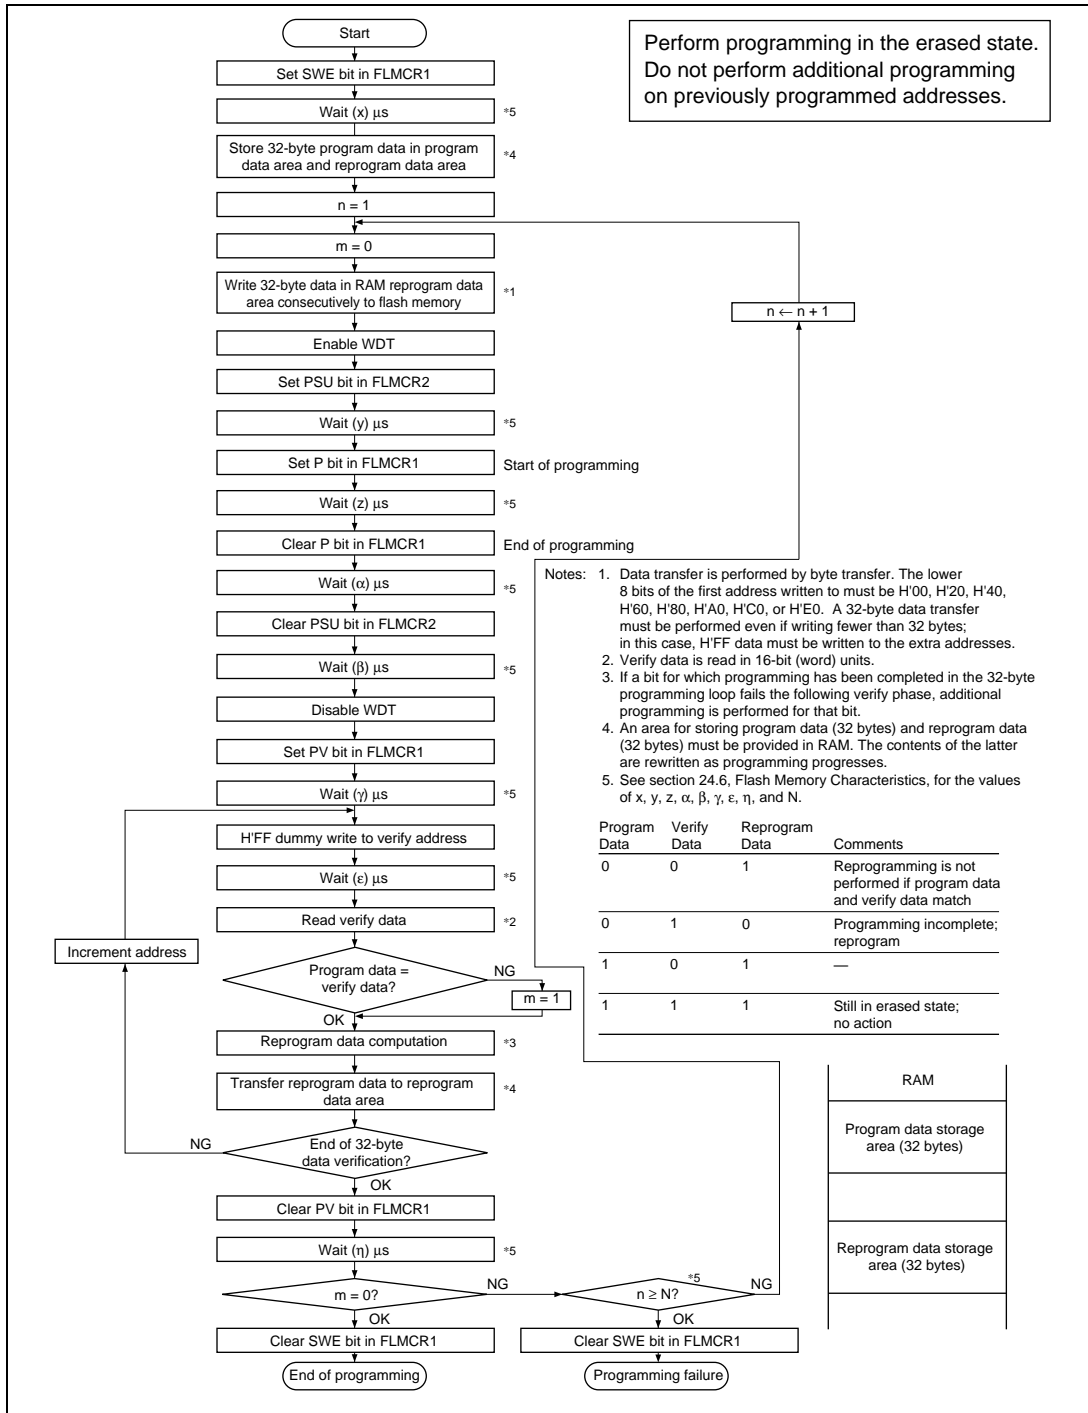 Start
Perform programming in the erased state.
Do not perform additional programming
on previously programmed addresses.
Set SWE bit in FLMCR1
Wait (x) μs
*5
Store 32-byte program data in program
data area and reprogram data area
*4
n = 1
m = 0
Write 32-byte data in RAM reprogram data
area consecutively to flash memory
*1
n ← n + 1
Enable WDT
Set PSU bit in FLMCR2
Wait (y) μs
*5
Set P bit in FLMCR1
Start of programming
Wait (z) μs
*5
Clear P bit in FLMCR1
End of programming
Wait (α) μs
*5
Clear PSU bit in FLMCR2
Wait (β) μs
*5
Disable WDT
Set PV bit in FLMCR1
Wait (γ) μs
*5
H'FF dummy write to verify address
Wait (ε) μs
*5
Read verify data
*2
Increment address
Program data =
verify data?
NG
m = 1
OK
Reprogram data computation
*3
Transfer reprogram data to reprogram
data area
*4
NG
End of 32-byte
data verification?
OK
Clear PV bit in FLMCR1
Wait (η) μs
*5
m = 0?
NG
*5
n ≥ N?
NG
OK
OK
Clear SWE bit in FLMCR1
Clear SWE bit in FLMCR1
End of programming
Programming failure
Notes: 1. Data transfer is performed by byte transfer. The lower
8 bits of the first address written to must be H'00, H'20, H'40,
H'60, H'80, H'A0, H'C0, or H'E0. A 32-byte data transfer
must be performed even if writing fewer than 32 bytes;
in this case, H'FF data must be written to the extra addresses.
2. Verify data is read in 16-bit (word) units.
3. If a bit for which programming has been completed in the 32-byte
programming loop fails the following verify phase, additional
programming is performed for that bit.
4. An area for storing program data (32 bytes) and reprogram data
(32 bytes) must be provided in RAM. The contents of the latter
are rewritten as programming progresses.
5. See section 24.6, Flash Memory Characteristics, for the values
of x, y, z, α, β, γ, ε, η, and N.
Program Verify Reprogram
Data Data Data Comments
0 0 1 Reprogramming is not
performed if program data
and verify data match
0 1 0 Programming incomplete;
reprogram
1 0 1 —
1 1 1 Still in erased state;
no action
RAM
Program data storage
area (32 bytes)
Reprogram data storage
area (32 bytes)